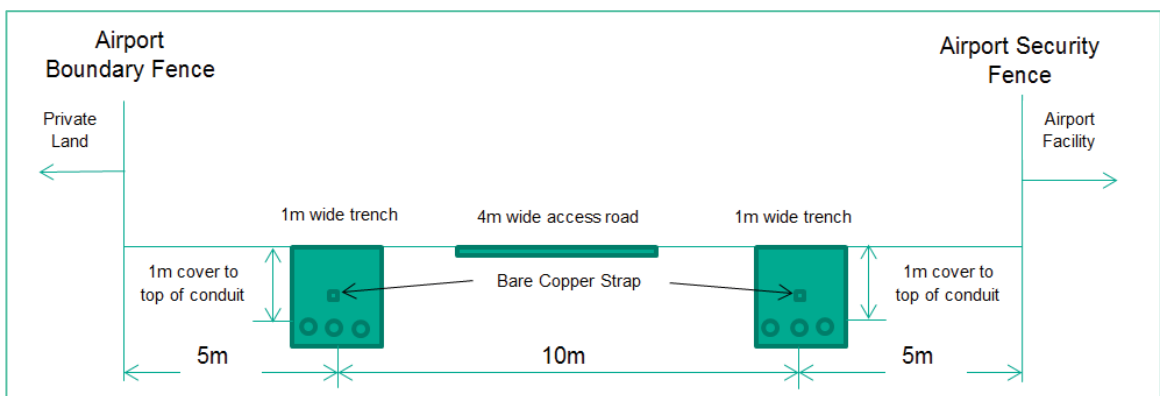 Airport
Boundary Fence
Airport Security
Fence
Private
Land
Airport
Facility
1m wide trench
4m wide access road
1m wide trench
1m cover to
top of conduit
Bare Copper Strap
1m cover to
top of conduit
5m
10m
5m